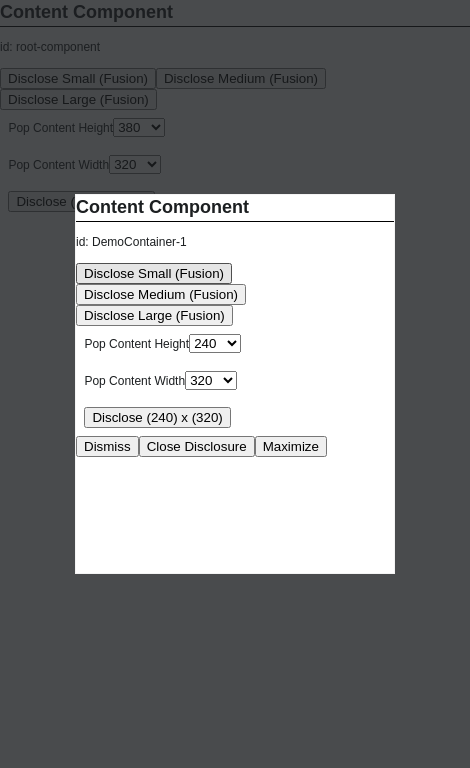 Content Component
id: root-component
Disclose Small (Fusion) Disclose Medium (Fusion)
Disclose Large (Fusion)
Pop Content Height 380
Pop Content Width 320
Disclose (
Content Component
id: DemoContainer-1
Disclose Small (Fusion)
Disclose Medium (Fusion)
Disclose Large (Fusion)
Pop Content Height 240
Pop Content Width 320
Disclose (240) x (320)
Dismiss Close Disclosure Maximize